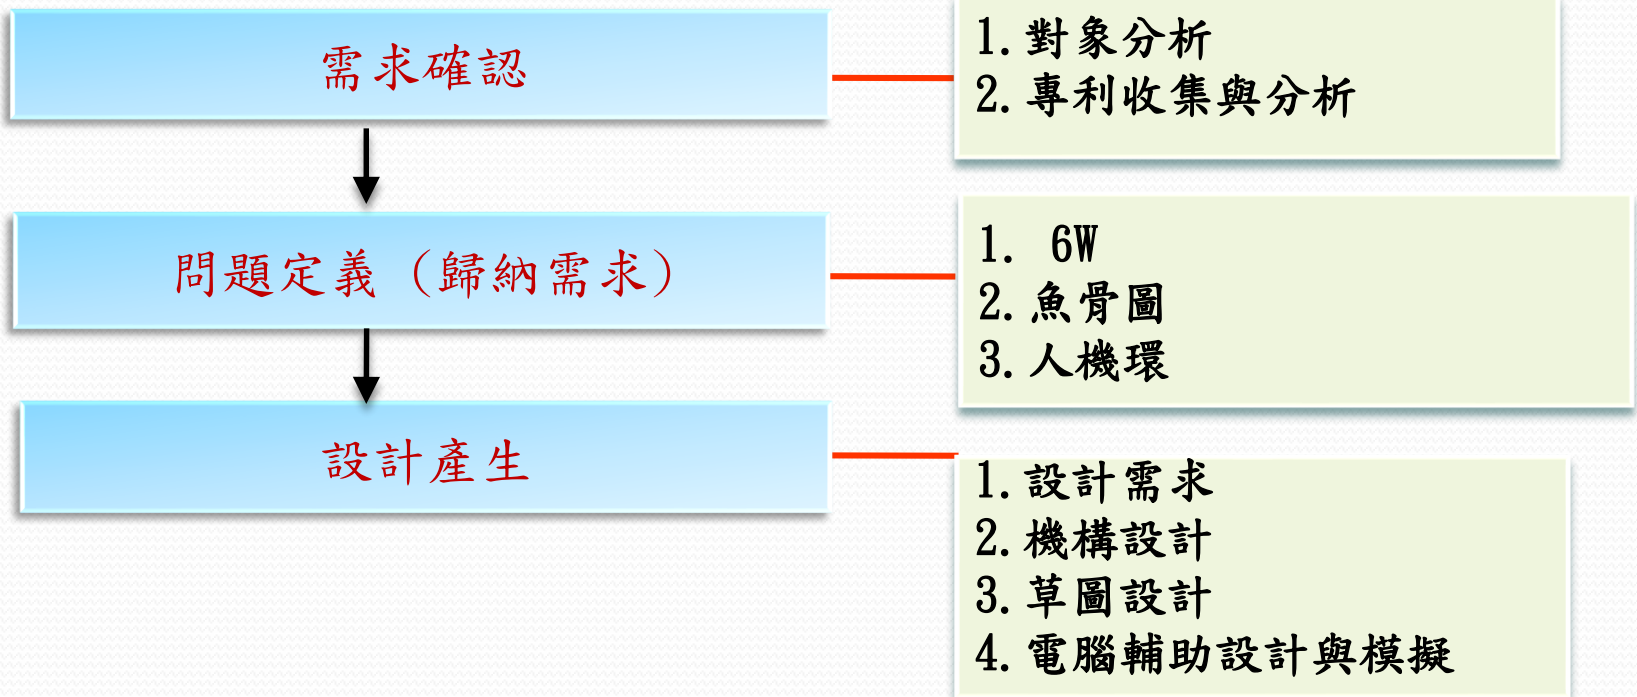 需求確認
1.對象分析
2.專利收集與分析
問題定義（歸納需求）
1. 6W
2.魚骨圖
3.人機環
設計產生
1.設計需求
2.機構設計
3.草圖設計
4.電腦輔助設計與模擬